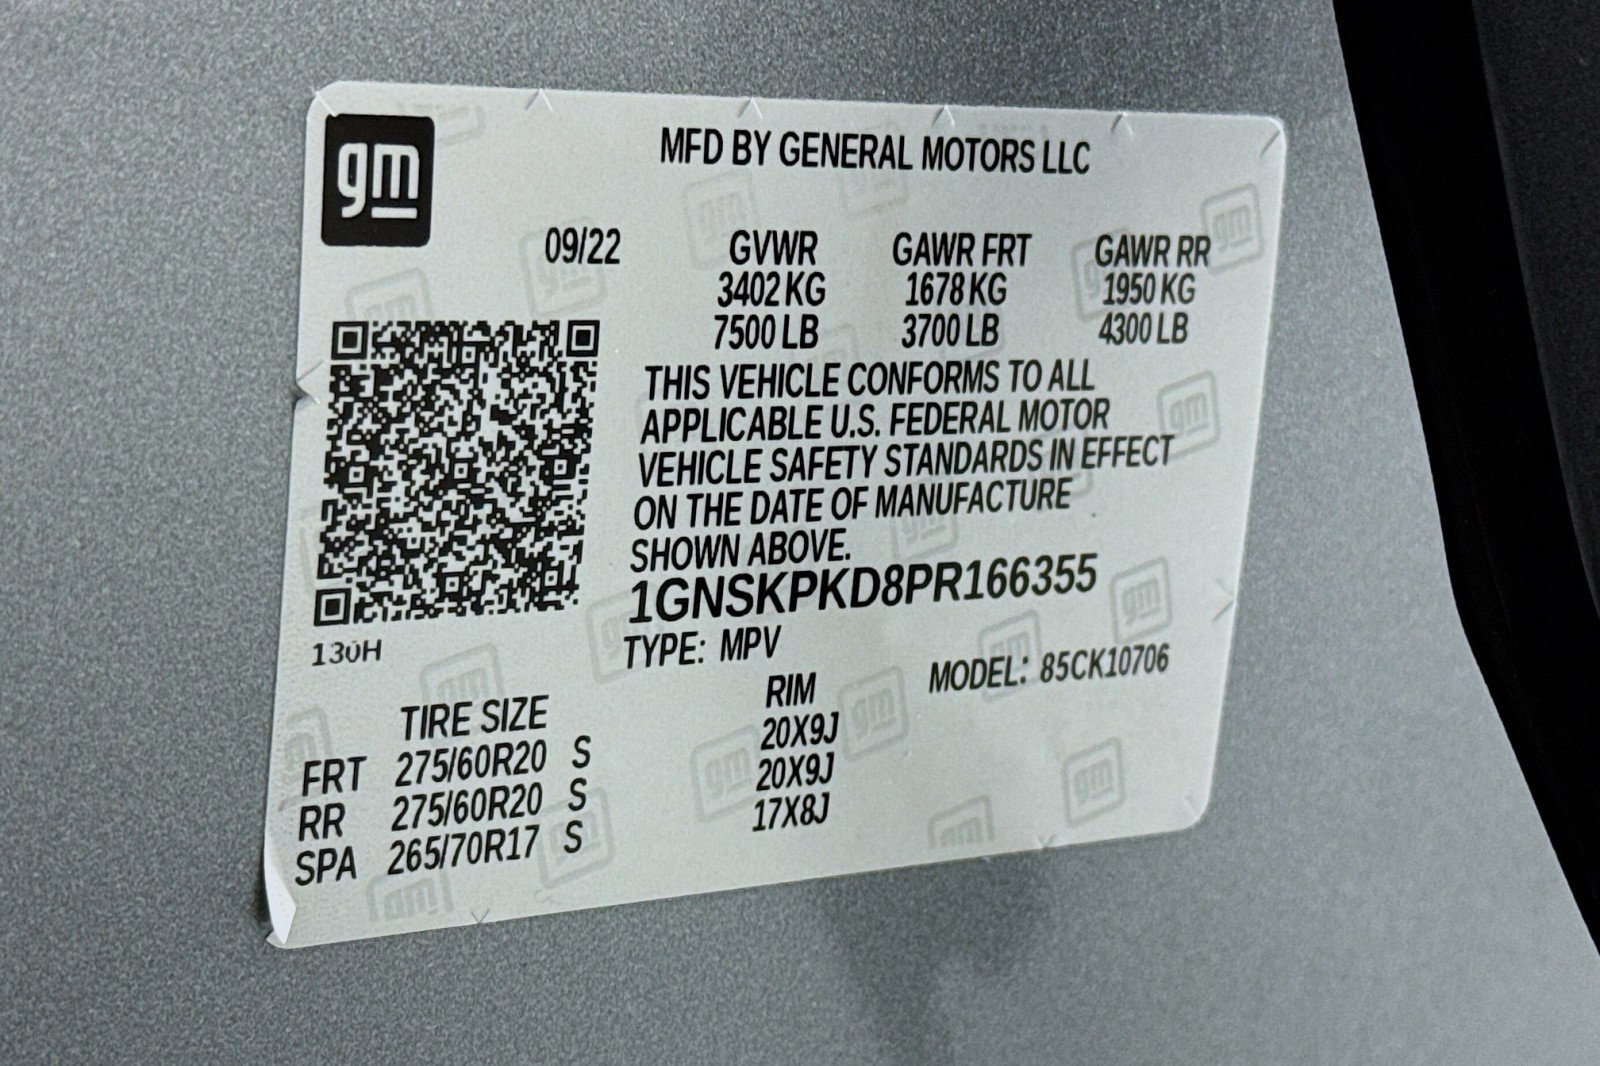 gm
MFD BY GENERAL MOTORS LLC
09/22 GVWR GAWR FRT GAWR RR
3402 KG 1678 KG 1950 KG
7500 LB 3700 LB 4300 LB
THIS VEHICLE CONFORMS TO ALL
APPLICABLE U.S. FEDERAL MOTOR
VEHICLE SAFETY STANDARDS IN EFFECT
ON THE DATE OF MANUFACTURE
SHOWN ABOVE.
1GNSKPKD8PR166355
130H
TYPE: MPV MODEL: 85CK10706
TIRE SIZE RIM
FRT 275/60R20 S 20X9J
RR 275/60R20 S 20X9J
SPA 265/70R17 S 17X8J